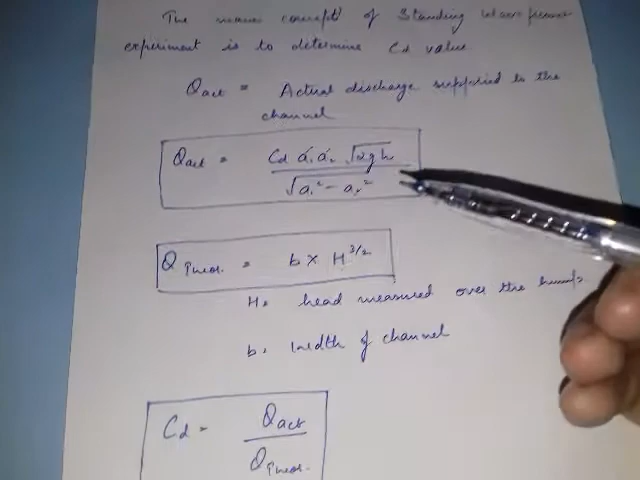 The main concept of Standing wave flume
experiment is to determine Cd value
Qact = Actual discharge supplied to the
channel
Qact = Cd a₁ a₂ √2gh / √a₁² - a₂²
QTheor. = b × H^3/2
H = head measured over the hump.
b = width of channel
Cd = Qact / QTheor.